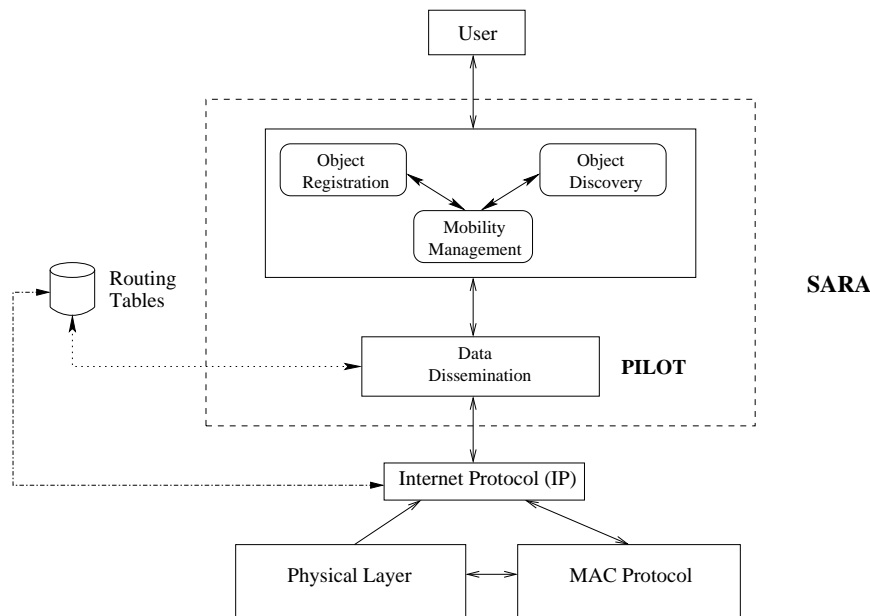 User
Object
Registration
Object
Discovery
Mobility
Management
Routing
Tables
SARA
Data
Dissemination
PILOT
Internet Protocol (IP)
Physical Layer
MAC Protocol